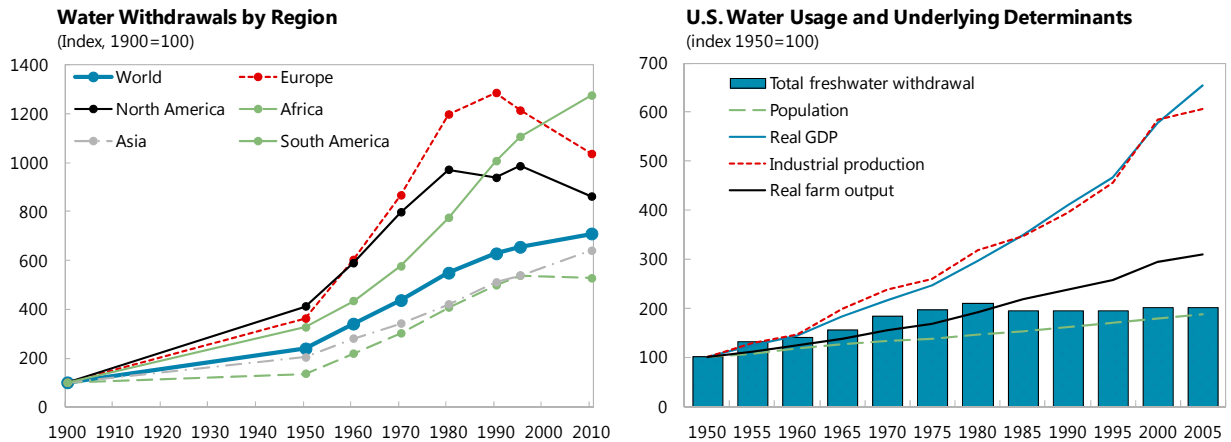 Water Withdrawals by Region
(Index, 1900=100)
1400
1200
1000
800
600
400
200
0
World
Europe
North America
Africa
Asia
South America
1900 1910 1920 1930 1940 1950 1960 1970 1980 1990 2000 2010
U.S. Water Usage and Underlying Determinants
(index 1950=100)
700
600
500
400
300
200
100
0
Total freshwater withdrawal
Population
Real GDP
Industrial production
Real farm output
1950 1955 1960 1965 1970 1975 1980 1985 1990 1995 2000 2005